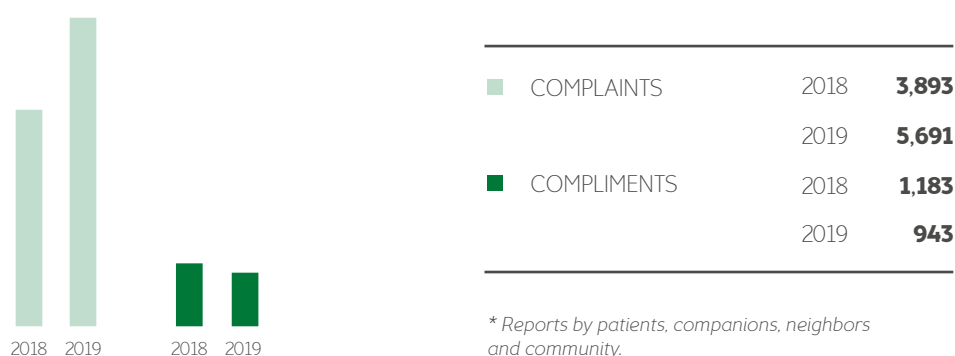 COMPLAINTS 2018 3,893
2019 5,691
COMPLIMENTS 2018 1,183
2019 943
2018 2019 2018 2019
* Reports by patients, companions, neighbors
and community.